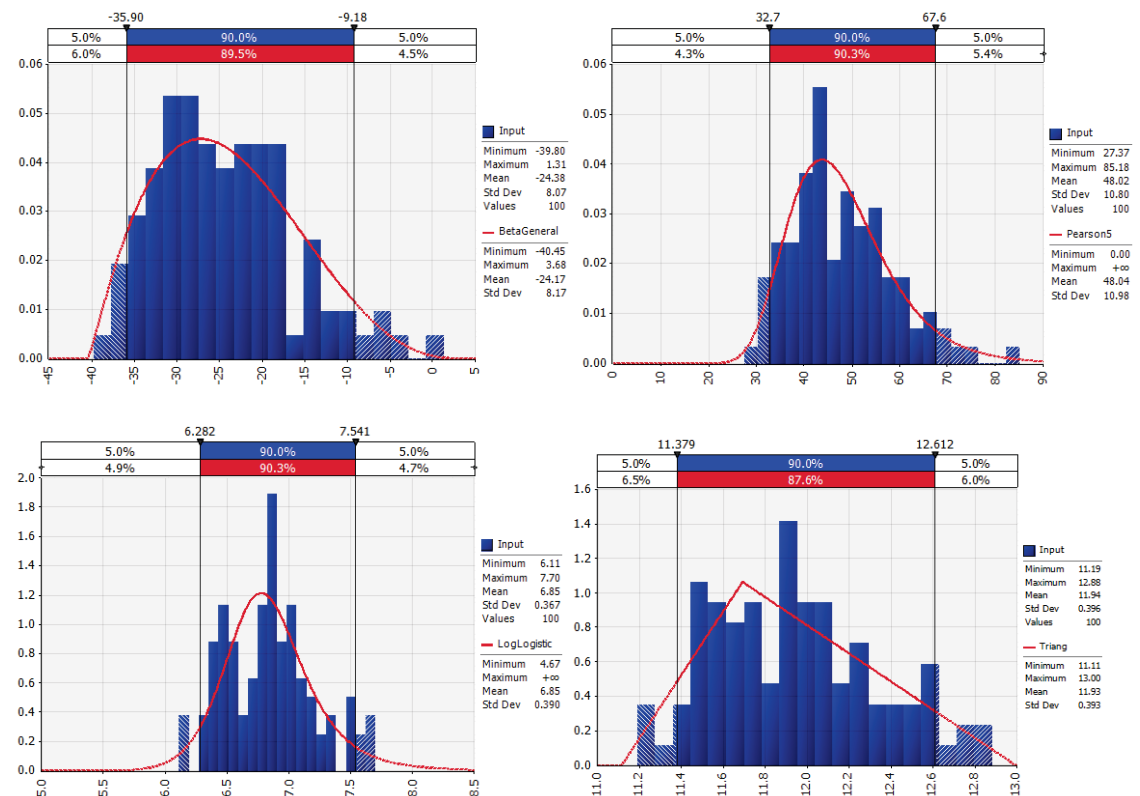 -35.90 -9.18
5.0% 90.0% 5.0%
6.0% 89.5% 4.5%
0.06
0.05
0.04
0.03
0.02
0.01
0.00
-45 -40 -35 -30 -25 -20 -15 -10 -5 0 5
Input
Minimum -39.80
Maximum 1.31
Mean -24.38
Std Dev 8.07
Values 100
BetaGeneral
Minimum -40.45
Maximum 3.68
Mean -24.17
Std Dev 8.17
32.7 67.6
5.0% 90.0% 5.0%
4.3% 90.3% 5.4%
0.06
0.05
0.04
0.03
0.02
0.01
0.00
0 10 20 30 40 50 60 70 80 90
Input
Minimum 27.37
Maximum 85.18
Mean 48.02
Std Dev 10.80
Values 100
Pearson5
Minimum 0.00
Maximum +∞
Mean 48.04
Std Dev 10.98
6.282 7.541
5.0% 90.0% 5.0%
4.9% 90.3% 4.7%
2.0
1.8
1.6
1.4
1.2
1.0
0.8
0.6
0.4
0.2
0.0
5.0 5.5 6.0 6.5 7.0 7.5 8.0 8.5
Input
Minimum 6.11
Maximum 7.70
Mean 6.85
Std Dev 0.367
Values 100
LogLogistic
Minimum 4.67
Maximum +∞
Mean 6.85
Std Dev 0.390
11.379 12.612
5.0% 90.0% 5.0%
6.5% 87.6% 6.0%
1.6
1.4
1.2
1.0
0.8
0.6
0.4
0.2
0.0
11.0 11.2 11.4 11.6 11.8 12.0 12.2 12.4 12.6 12.8 13.0
Input
Minimum 11.19
Maximum 12.88
Mean 11.94
Std Dev 0.396
Values 100
Triang
Minimum 11.11
Maximum 13.00
Mean 11.93
Std Dev 0.393